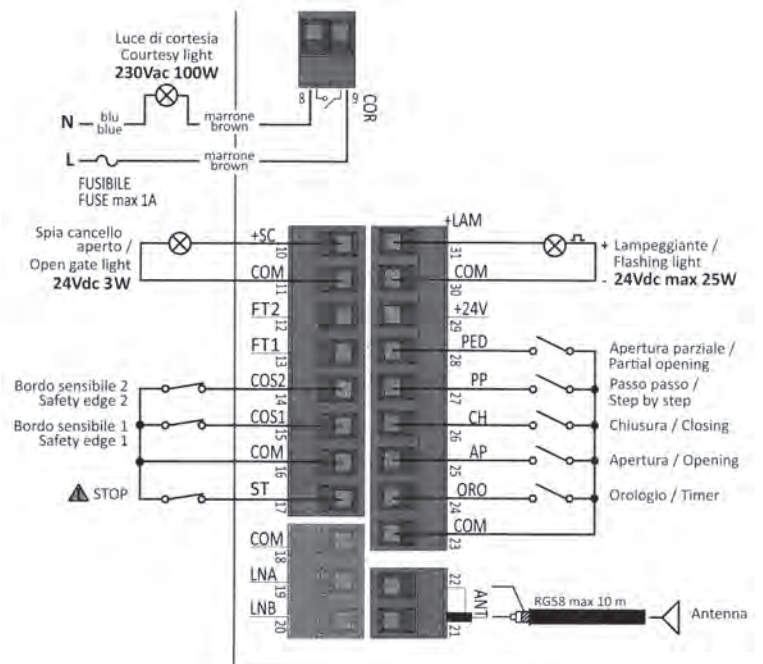 Luce di cortesia
Courtesy light
230Vac 100W
8
9
COR
N
blu
blue
marrone
brown
L
marrone
brown
FUSIBILE
FUSE max 1A
Spia cancello
aperto /
Open gate light
24Vdc 3W
+SC
10
COM
11
FT2
12
FT1
13
Bordo sensibile 2
Safety edge 2
COS2
14
Bordo sensibile 1
Safety edge 1
COS1
15
COM
16
STOP
ST
17
COM
18
LNA
19
LNB
20
+LAM
31
+ Lampeggiante /
Flashing light
- 24Vdc max 25W
COM
30
+24V
29
PED
28
Apertura parziale /
Partial opening
PP
27
Passo passo /
Step by step
CH
26
Chiusura / Closing
AP
25
Apertura / Opening
ORO
24
Orologio / Timer
COM
23
22
ANT
21
RG58 max 10 m
Antenna